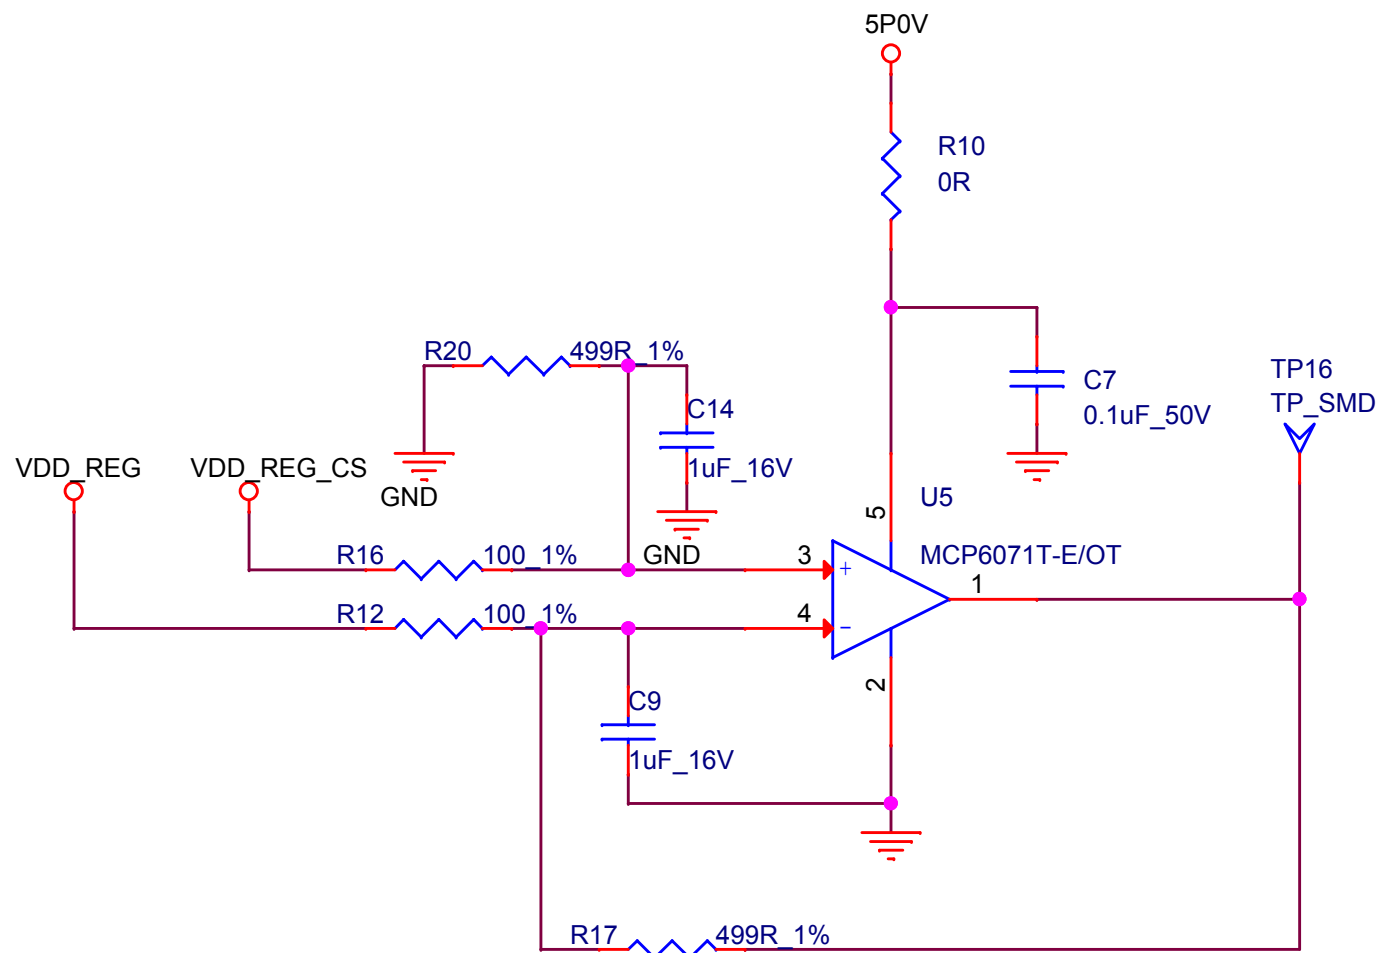 5P0V
R10
0R
R20
499R_1%
C14
1uF_16V
C7
0.1uF_50V
TP16
TP_SMD
VDD_REG
VDD_REG_CS
GND
5
U5
R16
100_1%
GND
3
+
MCP6071T-E/OT
1
R12
100_1%
4
−
2
C9
1uF_16V
R17
499R_1%